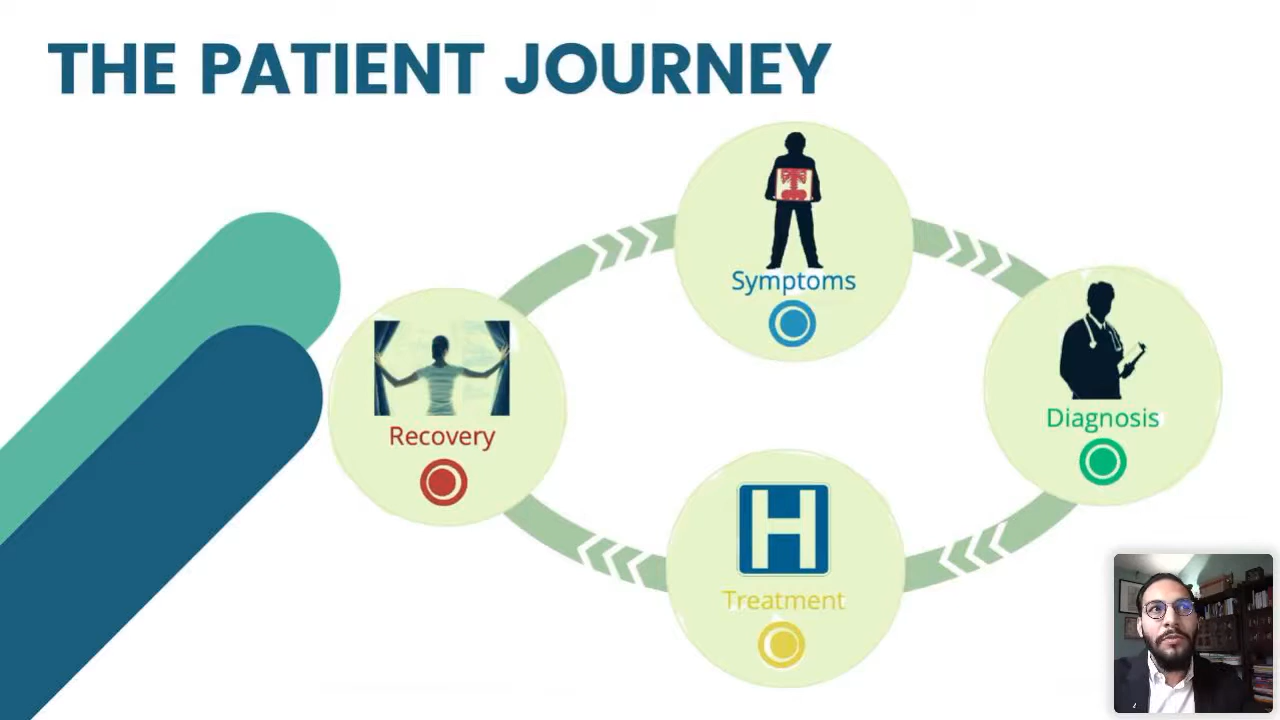 THE PATIENT JOURNEY
Symptoms
Diagnosis
Recovery
H
Treatment